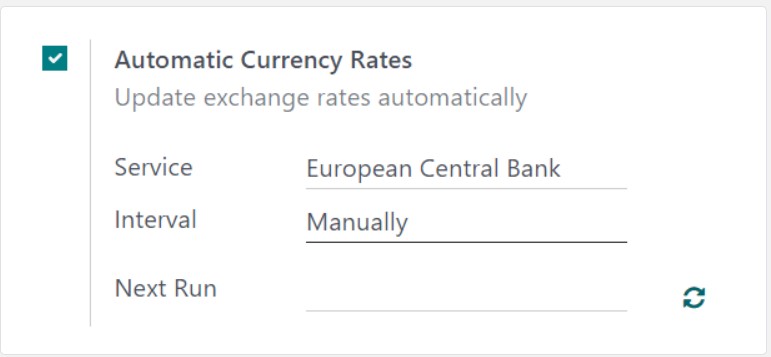 Automatic Currency Rates
Update exchange rates automatically
Service European Central Bank
Interval Manually
Next Run